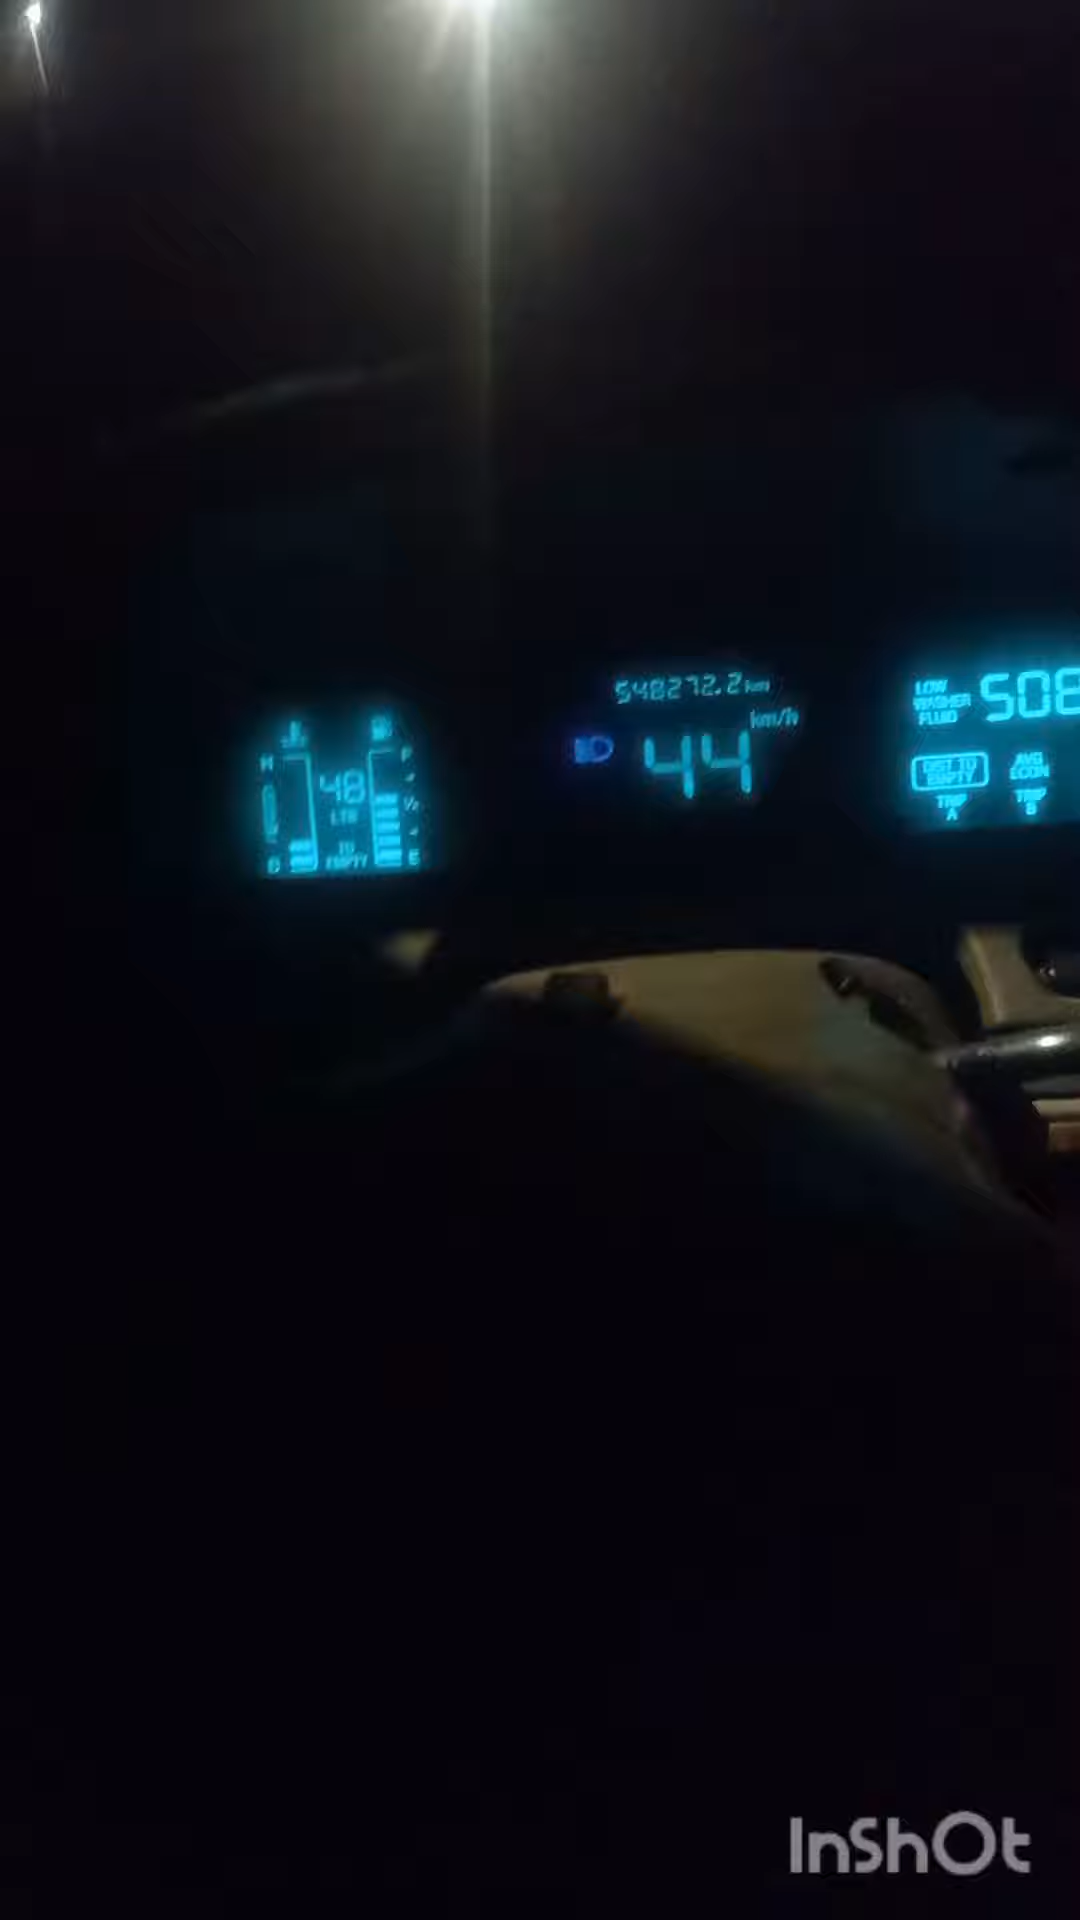 548272.2 km
km/h
44
H
F
48
1/2
LTR
TO
EMPTY
E
LOW
WASHER
FLUID
508
DIST TO
EMPTY
AVG
ECON
TRIP
A
TRIP
B
InShOt